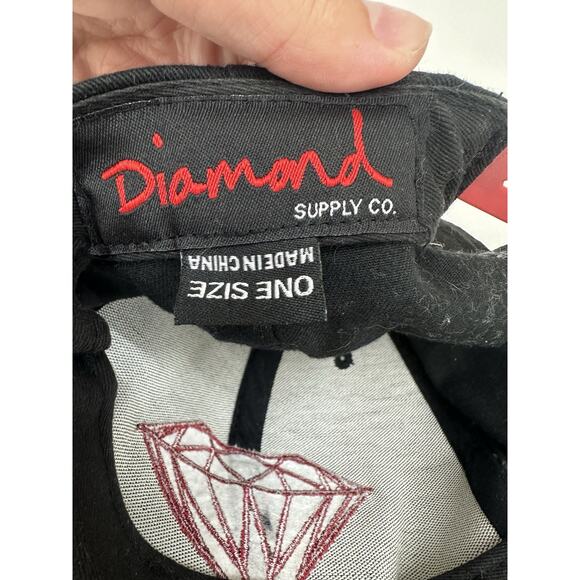 Diamond
SUPPLY CO.
ONE SIZE
MADE IN CHINA